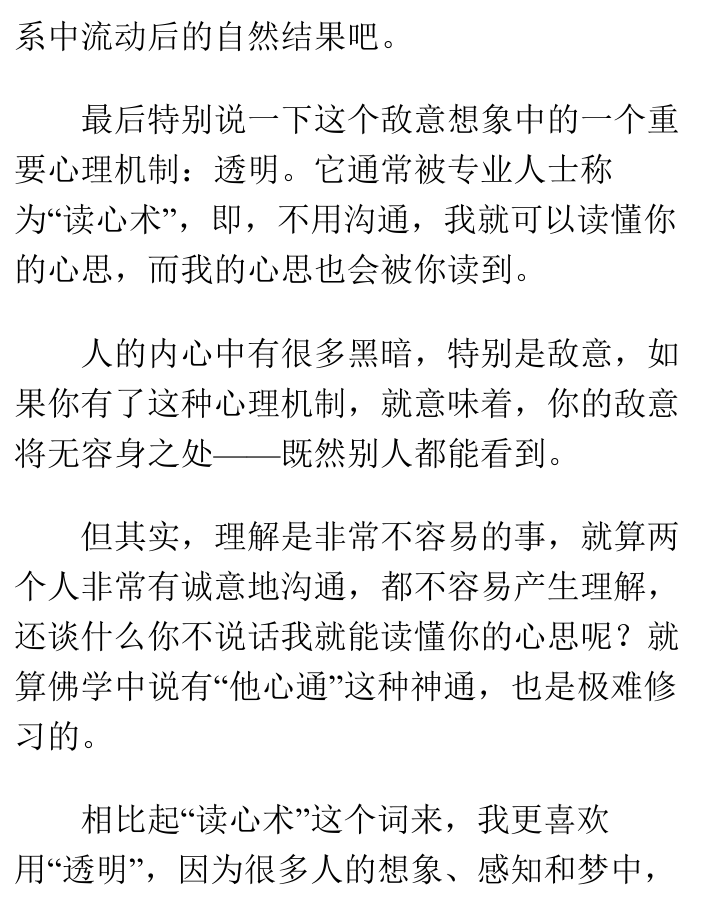 系中流动后的自然结果吧。
最后特别说一下这个敌意想象中的一个重
要心理机制：透明。它通常被专业人士称
为“读心术”，即，不用沟通，我就可以读懂你
的心思，而我的心思也会被你读到。
人的内心中有很多黑暗，特别是敌意，如
果你有了这种心理机制，就意味着，你的敌意
将无容身之处——既然别人都能看到。
但其实，理解是非常不容易的事，就算两
个人非常有诚意地沟通，都不容易产生理解，
还谈什么你不说话我就能读懂你的心思呢？就
算佛学中说有“他心通”这种神通，也是极难修
习的。
相比起“读心术”这个词来，我更喜欢
用“透明”，因为很多人的想象、感知和梦中，